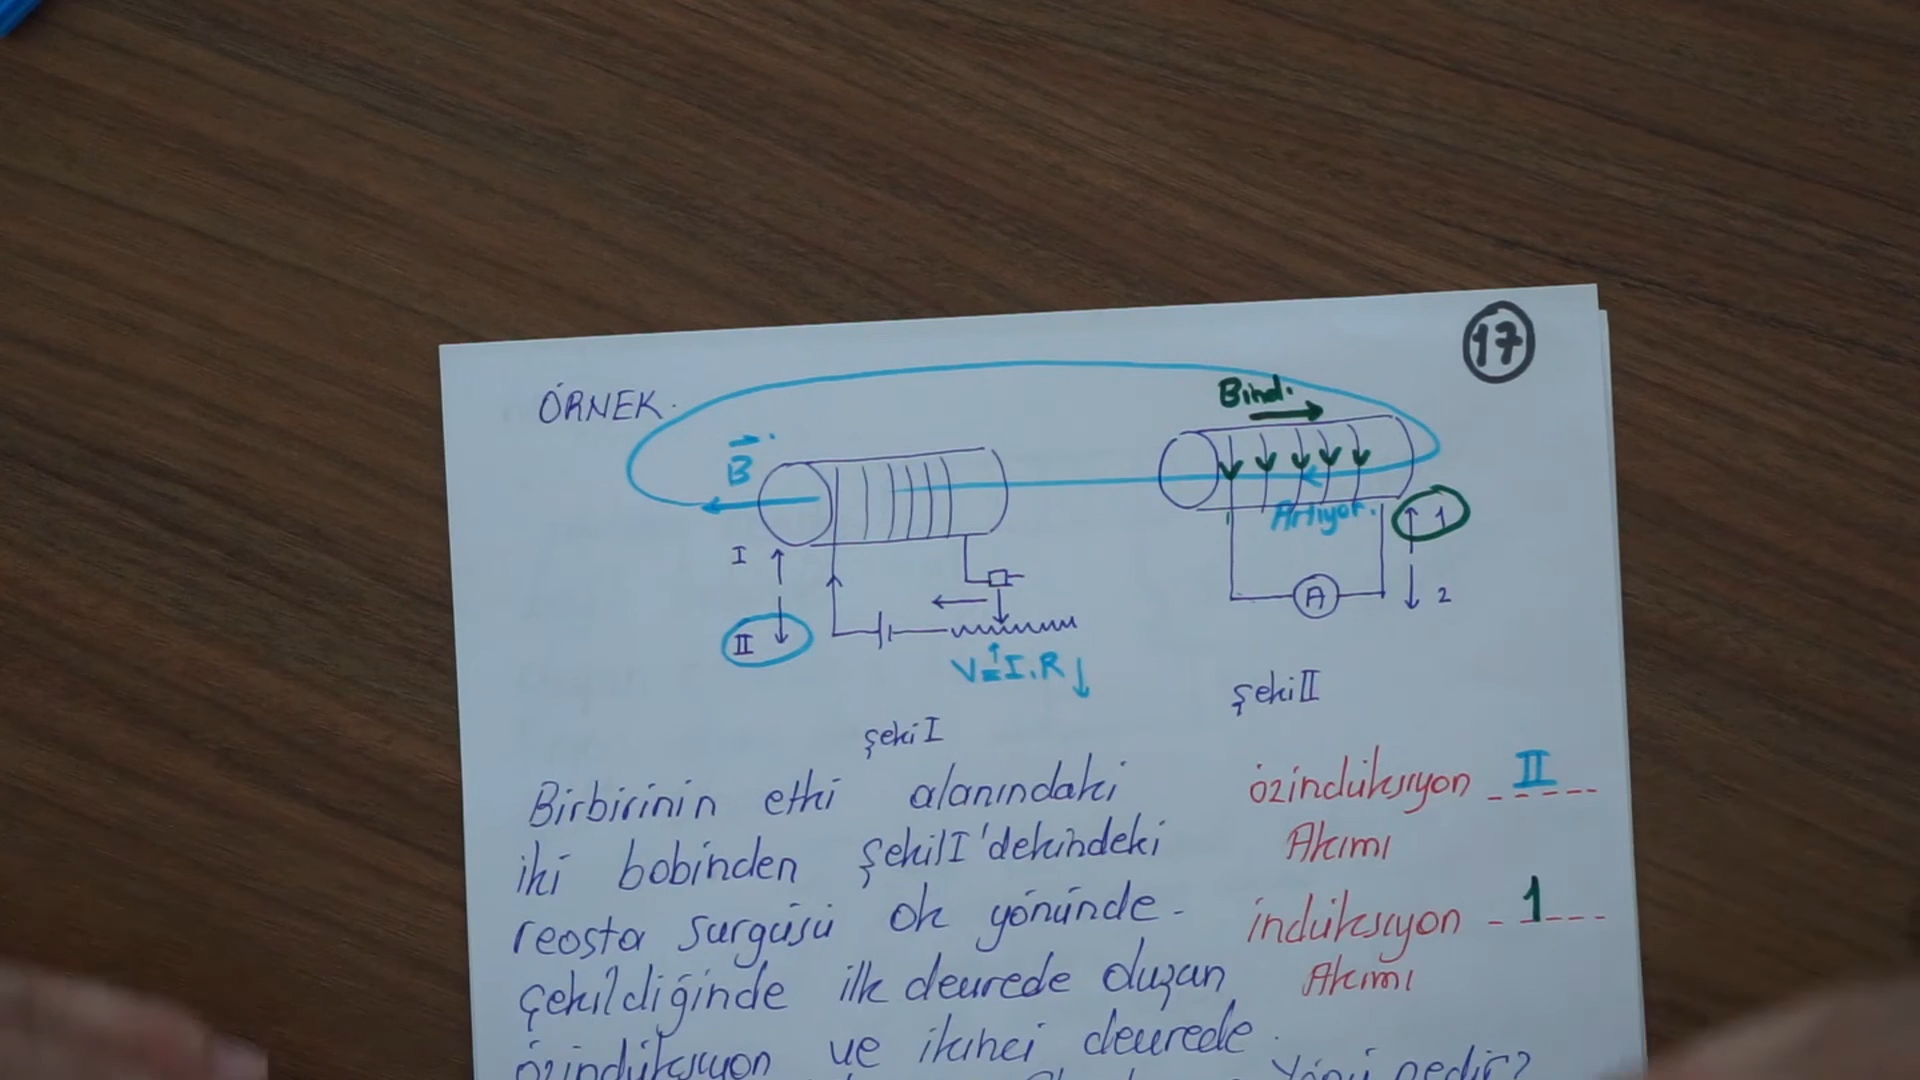 17
ÖRNEK.
Bind.
B
Artıyor.
I
1
II
A
2
V=I.R
Şekil I
Şekil II
Birbirinin etki alanındaki
iki bobinden Şekil I'dekindeki
reosta sürgüsü ok yönünde
çekildiğinde ilk devrede oluşan
özindüksiyon ve ikinci devrede
yönü nedir?
özindüksiyon II
Akımı
indüksiyon 1
Akımı